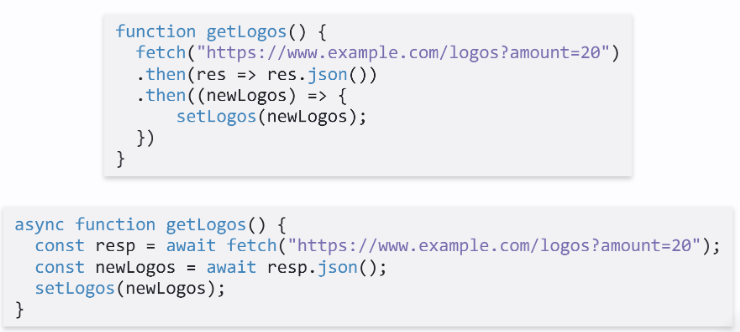 function getLogos() {
  fetch("https://www.example.com/logos?amount=20")
  .then(res => res.json())
  .then((newLogos) => {
      setLogos(newLogos);
  })
}
async function getLogos() {
  const resp = await fetch("https://www.example.com/logos?amount=20");
  const newLogos = await resp.json();
  setLogos(newLogos);
}